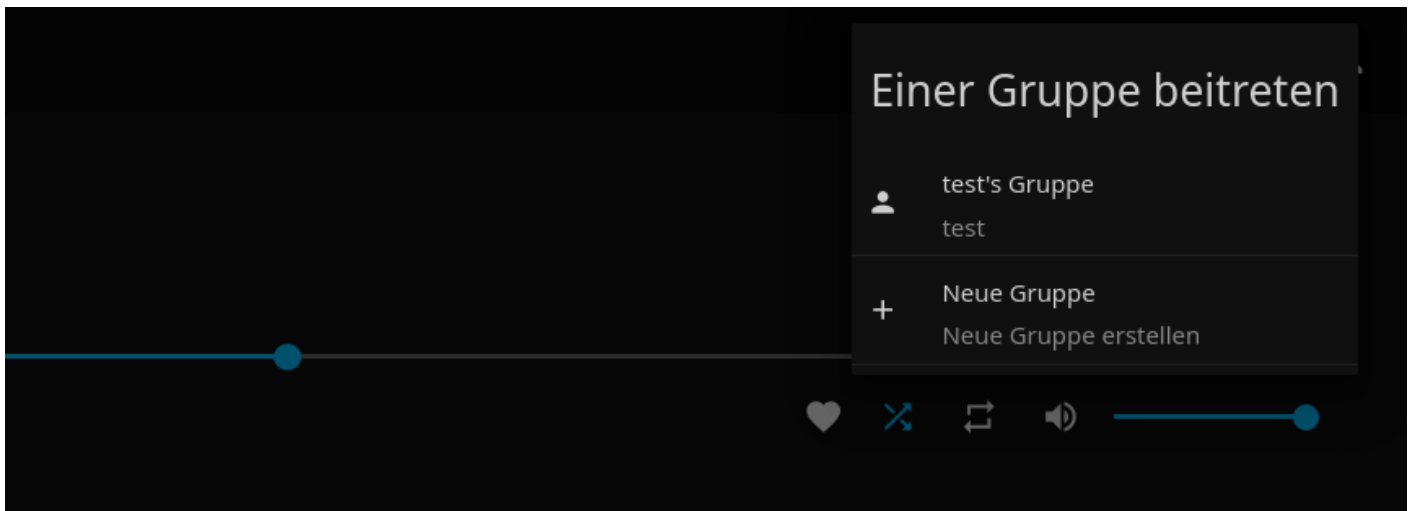 Einer Gruppe beitreten
test's Gruppe
test
Neue Gruppe
Neue Gruppe erstellen